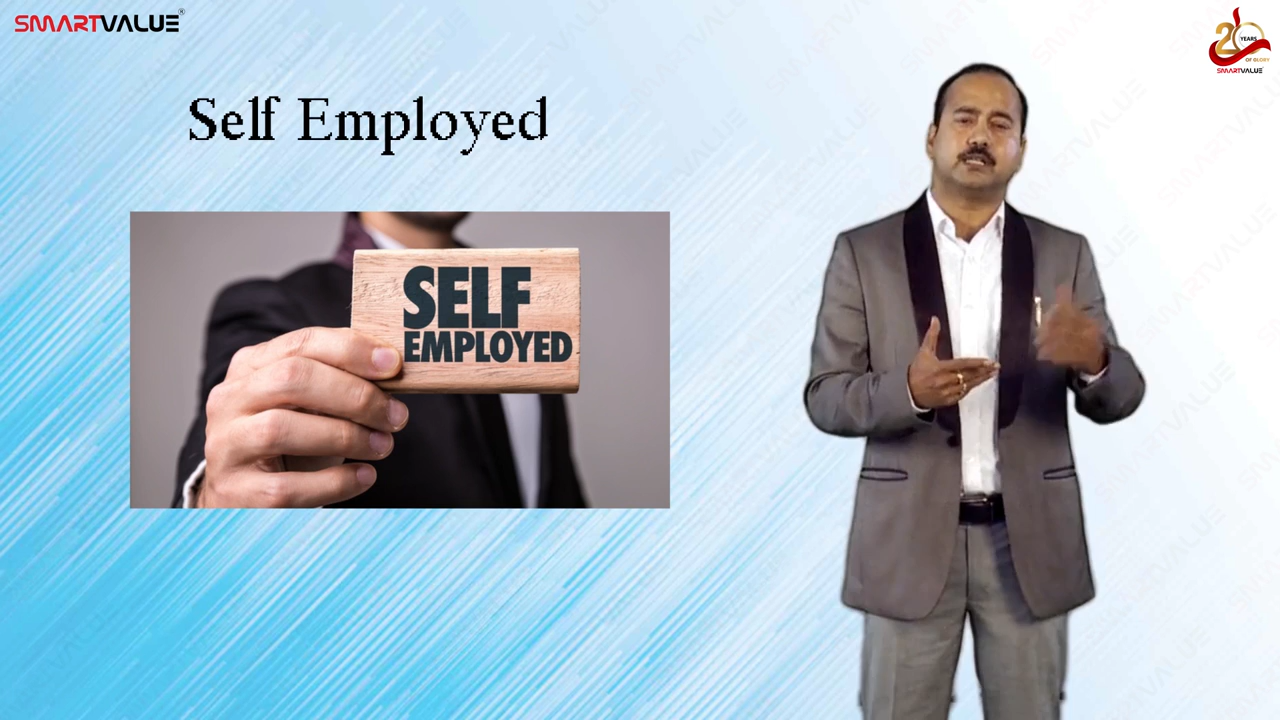 SMARTVALUE®
20
YEARS
OF GLORY
SMARTVALUE
Self Employed
SELF
EMPLOYED